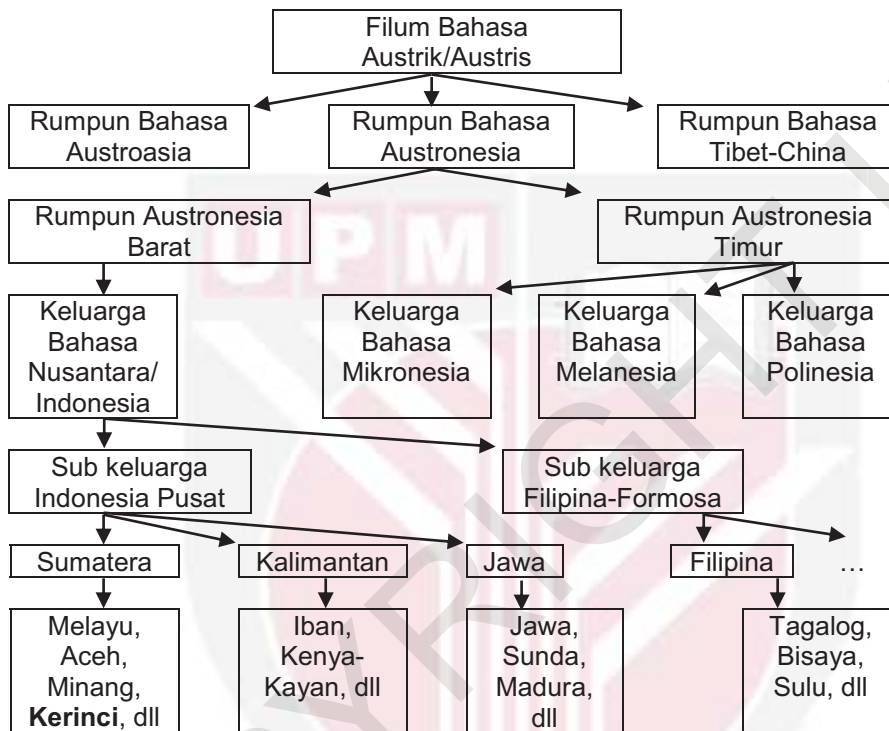 Filum Bahasa
Austrik/Austris
Rumpun Bahasa
Austroasia
Rumpun Bahasa
Austronesia
Rumpun Bahasa
Tibet-China
Rumpun Austronesia
Barat
Rumpun Austronesia
Timur
Keluarga
Bahasa
Nusantara/
Indonesia
Keluarga
Bahasa
Mikronesia
Keluarga
Bahasa
Melanesia
Keluarga
Bahasa
Polinesia
Sub keluarga
Indonesia Pusat
Sub keluarga
Filipina-Formosa
Sumatera
Kalimantan
Jawa
Filipina
…
Melayu,
Aceh,
Minang,
Kerinci, dll
Iban,
Kenya-
Kayan, dll
Jawa,
Sunda,
Madura,
dll
Tagalog,
Bisaya,
Sulu, dll
UPM
COPYRIGHT